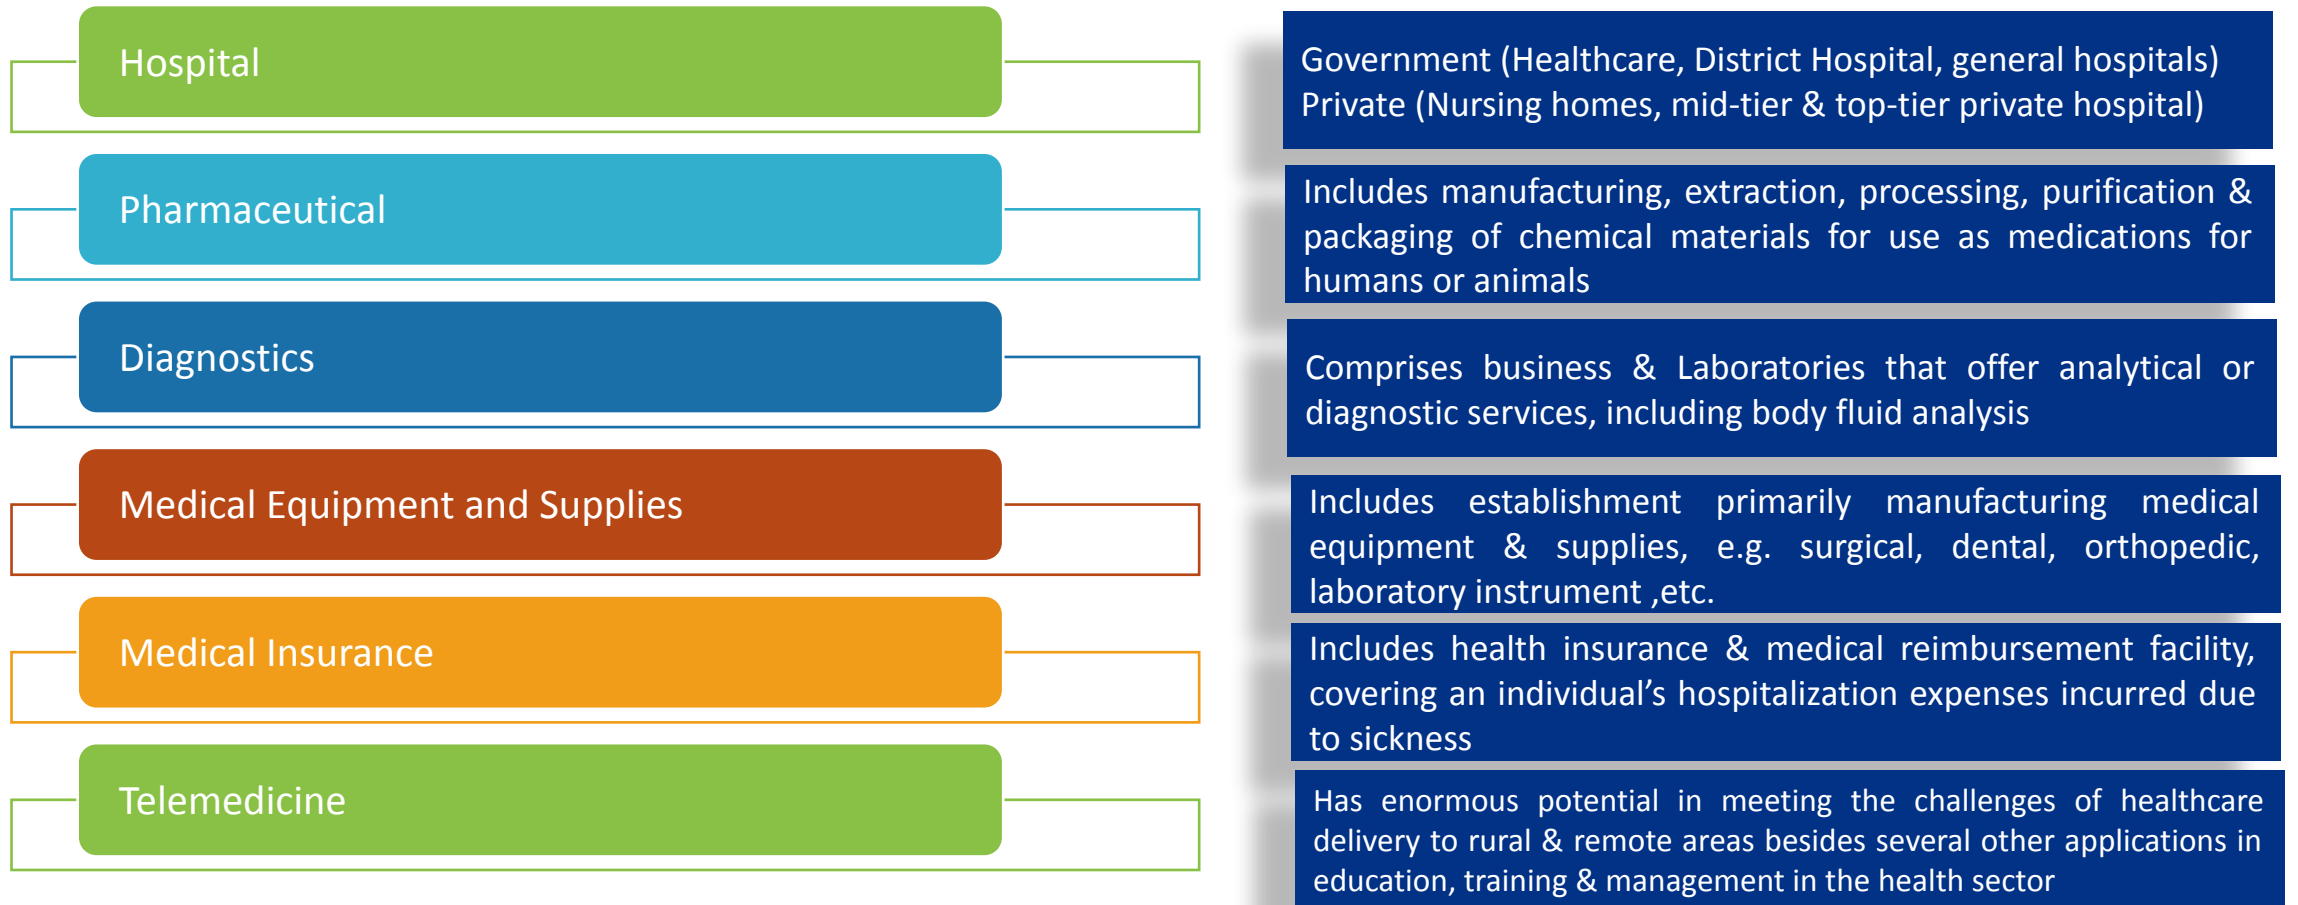 Hospital
Government (Healthcare, District Hospital, general hospitals)
Private (Nursing homes, mid-tier & top-tier private hospital)
Pharmaceutical
Includes manufacturing, extraction, processing, purification &
packaging of chemical materials for use as medications for
humans or animals
Diagnostics
Comprises business & Laboratories that offer analytical or
diagnostic services, including body fluid analysis
Medical Equipment and Supplies
Includes establishment primarily manufacturing medical
equipment & supplies, e.g. surgical, dental, orthopedic,
laboratory instrument ,etc.
Medical Insurance
Includes health insurance & medical reimbursement facility,
covering an individual’s hospitalization expenses incurred due
to sickness
Telemedicine
Has enormous potential in meeting the challenges of healthcare
delivery to rural & remote areas besides several other applications in
education, training & management in the health sector